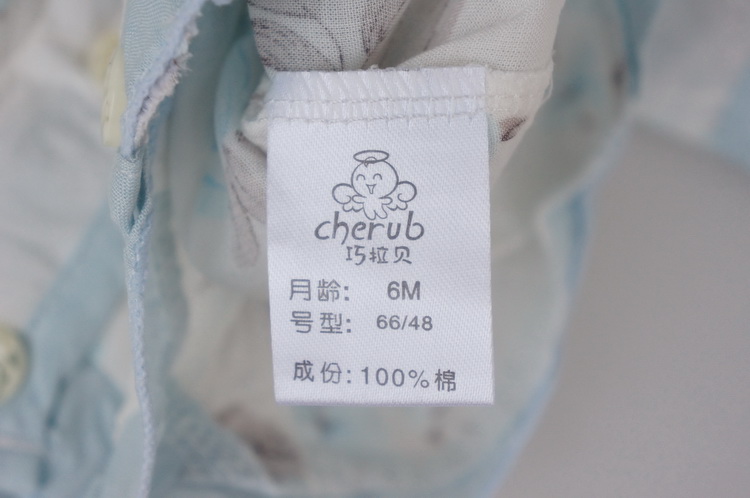 cherub
巧拉贝
月龄: 6M
号型: 66/48
成份: 100% 棉